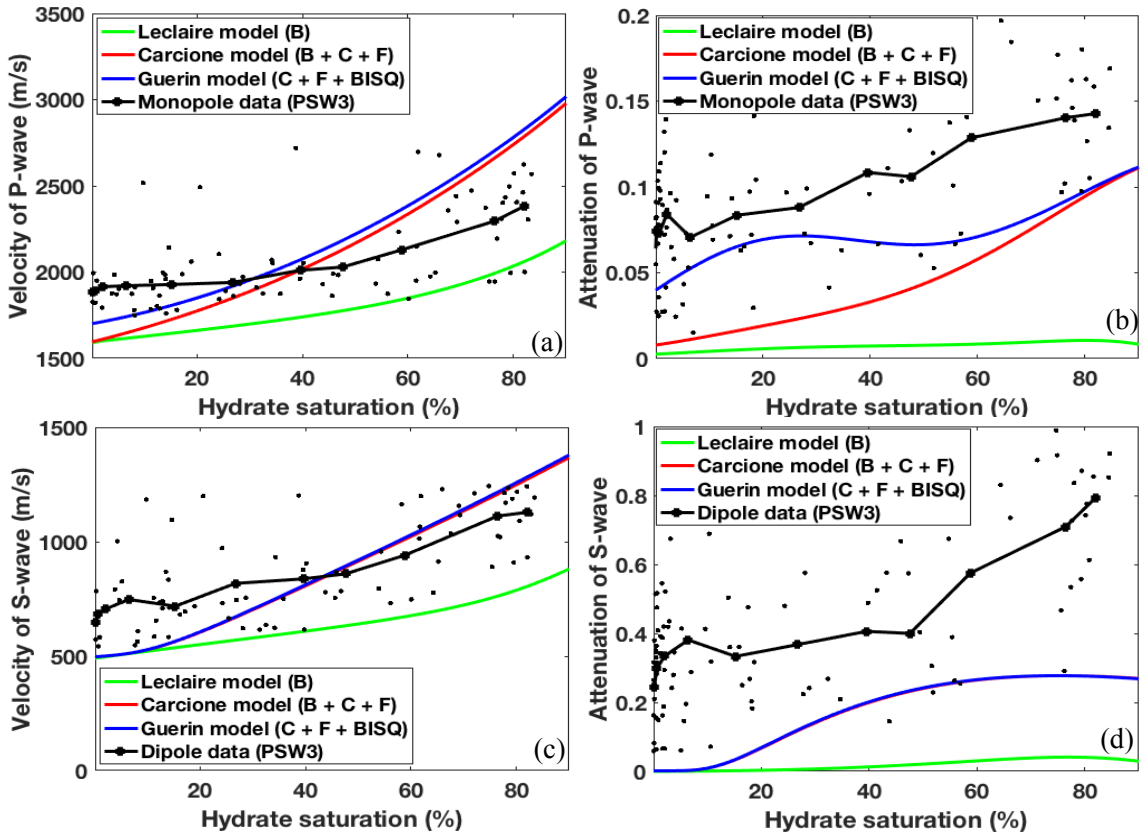 3500
3000
2500
2000
1500
Velocity of P-wave (m/s)
Leclaire model (B)
Carcione model (B + C + F)
Guerin model (C + F + BISQ)
Monopole data (PSW3)
(a)
20 40 60 80
Hydrate saturation (%)
0.2
0.15
0.1
0.05
0
Attenuation of P-wave
Leclaire model (B)
Carcione model (B + C + F)
Guerin model (C + F + BISQ)
Monopole data (PSW3)
(b)
20 40 60 80
Hydrate saturation (%)
1500
1000
500
0
Velocity of S-wave (m/s)
Leclaire model (B)
Carcione model (B + C + F)
Guerin model (C + F + BISQ)
Dipole data (PSW3)
(c)
20 40 60 80
Hydrate saturation (%)
1
0.8
0.6
0.4
0.2
0
Attenuation of S-wave
Leclaire model (B)
Carcione model (B + C + F)
Guerin model (C + F + BISQ)
Dipole data (PSW3)
(d)
20 40 60 80
Hydrate saturation (%)